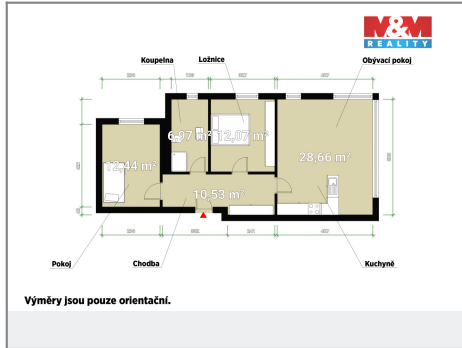 M&M
REALITY
Koupelna
Ložnice
Obývací pokoj
6,97 m²
12,07 m²
12,44 m²
28,66 m²
10,53 m²
Pokoj
Chodba
Kuchyně
Výměry jsou pouze orientační.